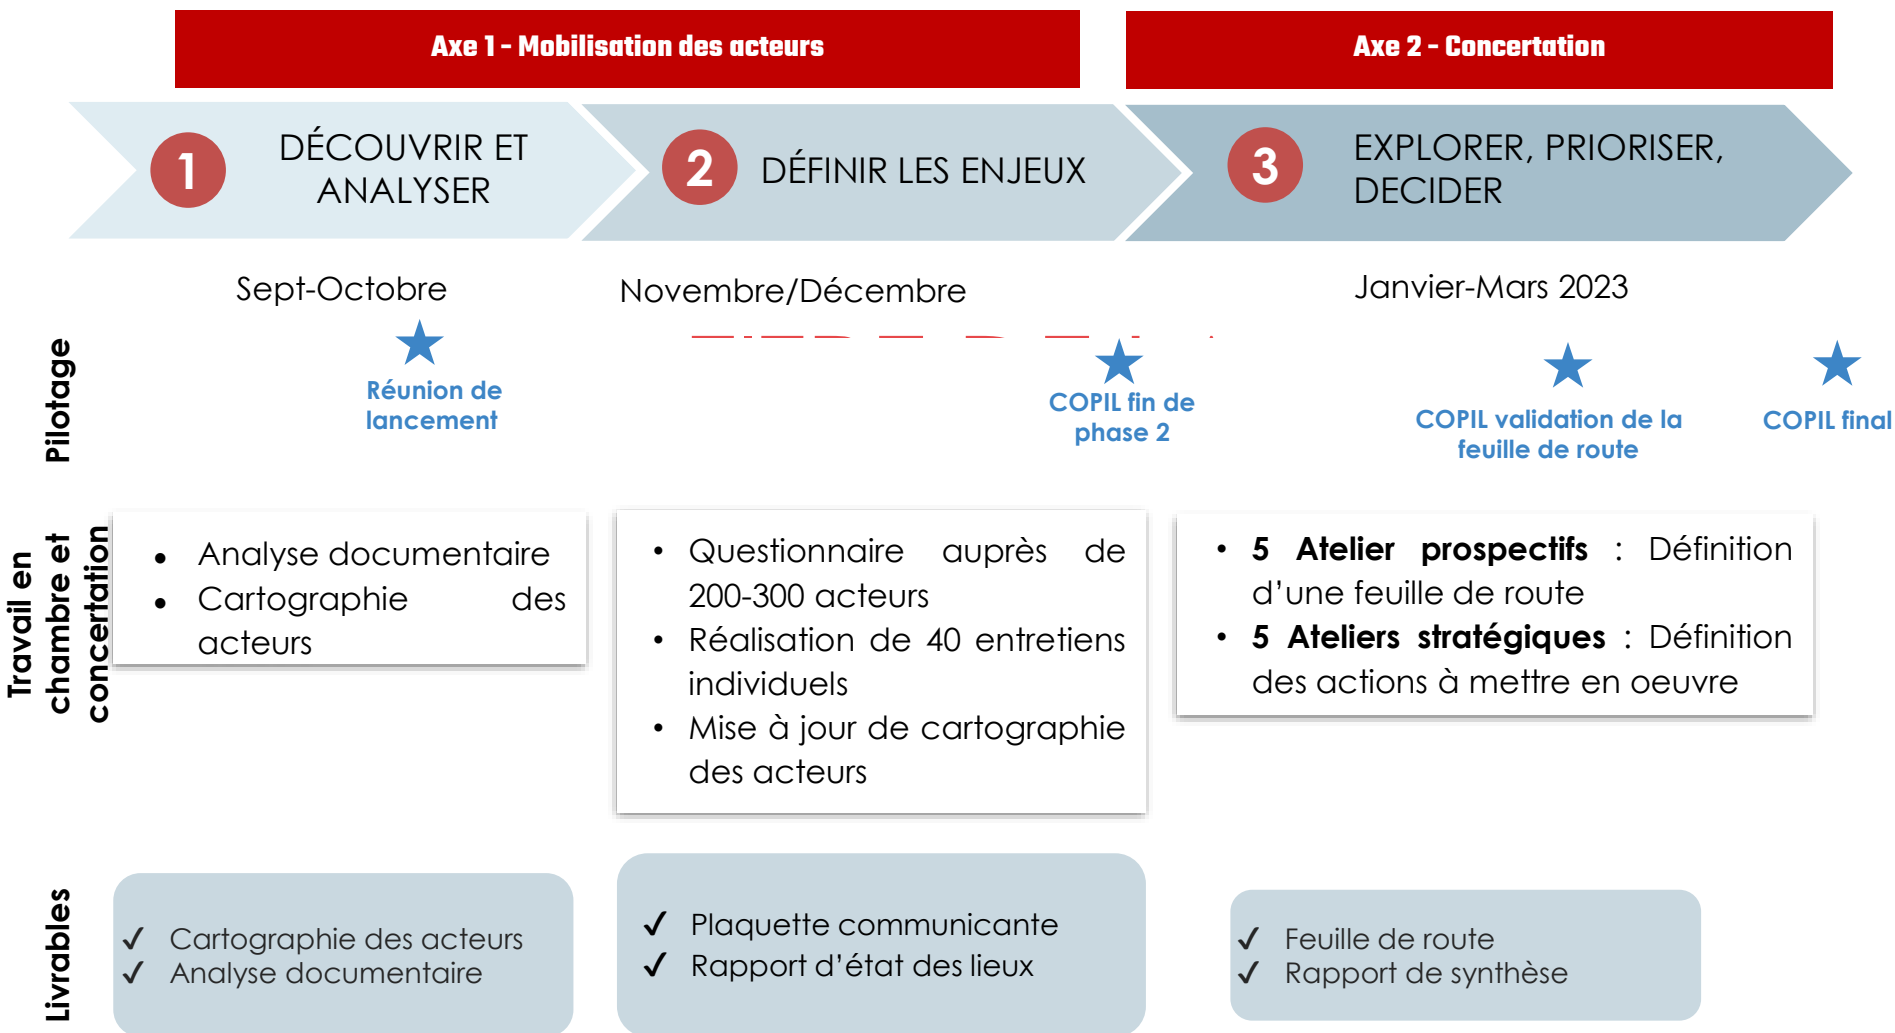 Axe 1 - Mobilisation des acteurs
Axe 2 - Concertation
1
DÉCOUVRIR ET
ANALYSER
2
DÉFINIR LES ENJEUX
3
EXPLORER, PRIORISER,
DECIDER
Sept-Octobre
Novembre/Décembre
Janvier-Mars 2023
Pilotage
Réunion de
lancement
COPIL fin de
phase 2
COPIL validation de la
feuille de route
COPIL final
Travail en
chambre et
concertation
• Analyse documentaire
• Cartographie des
acteurs
• Questionnaire auprès de
200-300 acteurs
• Réalisation de 40 entretiens
individuels
• Mise à jour de cartographie
des acteurs
• 5 Atelier prospectifs : Définition
d’une feuille de route
• 5 Ateliers stratégiques : Définition
des actions à mettre en oeuvre
Livrables
✓ Cartographie des acteurs
✓ Analyse documentaire
✓ Plaquette communicante
✓ Rapport d’état des lieux
✓ Feuille de route
✓ Rapport de synthèse